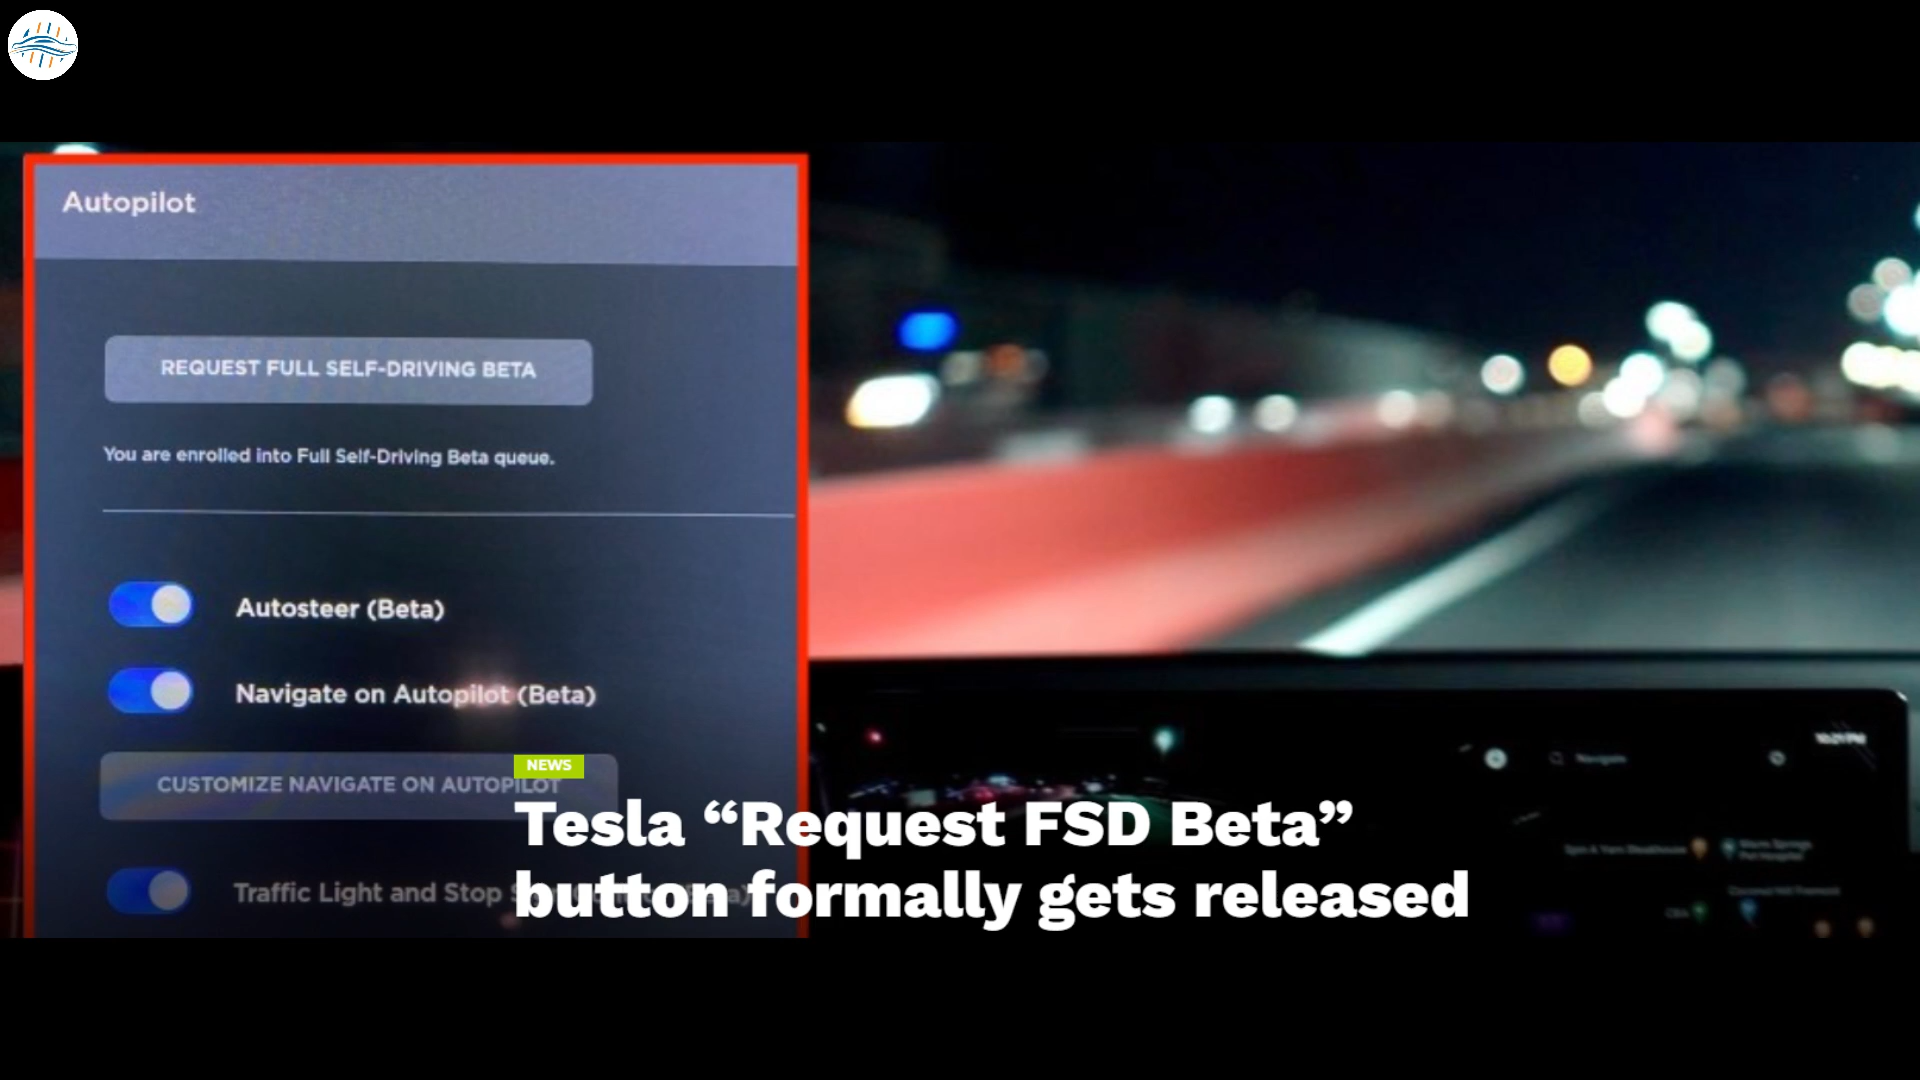 Autopilot
REQUEST FULL SELF-DRIVING BETA
You are enrolled into Full Self-Driving Beta queue.
Autosteer (Beta)
Navigate on Autopilot (Beta)
CUSTOMIZE NAVIGATE ON AUTOPILOT
Traffic Light and Stop
NEWS
Tesla “Request FSD Beta”
button formally gets released
Navigate